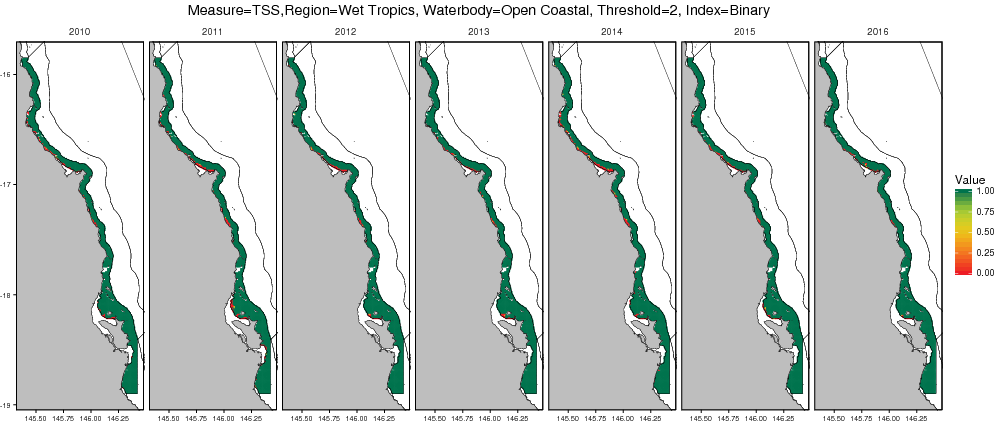 Measure=TSS,Region=Wet Tropics, Waterbody=Open Coastal, Threshold=2, Index=Binary
2010 2011 2012 2013 2014 2015 2016
-16
-17
-18
-19
Value
1.00
0.75
0.50
0.25
0.00
145.50 145.75 146.00 146.25 145.50 145.75 146.00 146.25 145.50 145.75 146.00 146.25 145.50 145.75 146.00 146.25 145.50 145.75 146.00 146.25 145.50 145.75 146.00 146.25 145.50 145.75 146.00 146.25